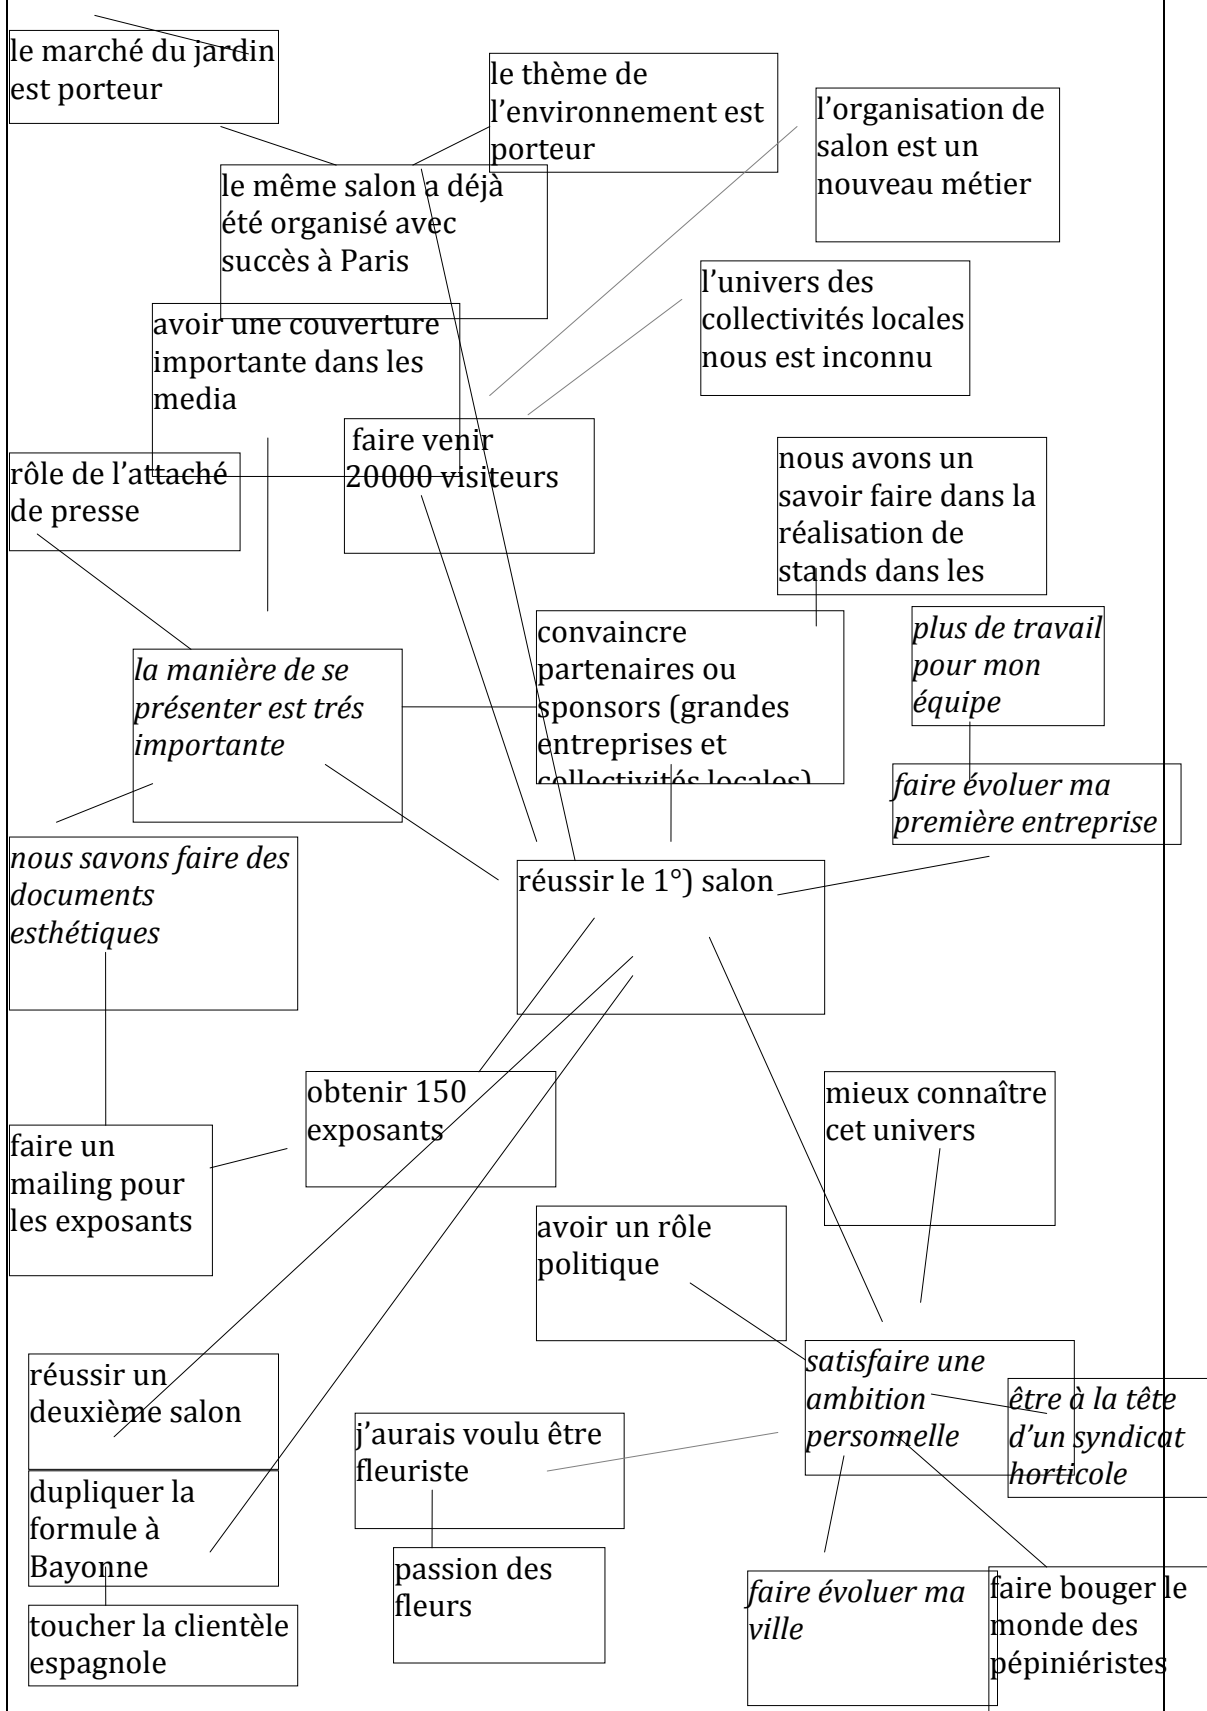 le marché du jardin
est porteur
le thème de
l’environnement est
porteur
l’organisation de
salon est un
nouveau métier
le même salon a déjà
été organisé avec
succès à Paris
l’univers des
collectivités locales
nous est inconnu
avoir une couverture
importante dans les
media
faire venir
20000 visiteurs
rôle de l’attaché
de presse
nous avons un
savoir faire dans la
réalisation de
stands dans les
convaincre
partenaires ou
sponsors (grandes
entreprises et
collectivités locales)
plus de travail
pour mon
équipe
la manière de se
présenter est trés
importante
faire évoluer ma
première entreprise
nous savons faire des
documents
esthétiques
réussir le 1°) salon
obtenir 150
exposants
mieux connaître
cet univers
faire un
mailing pour
les exposants
avoir un rôle
politique
réussir un
deuxième salon
satisfaire une
ambition
personnelle
être à la tête
d’un syndicat
horticole
j’aurais voulu être
fleuriste
dupliquer la
formule à
Bayonne
passion des
fleurs
faire évoluer ma
ville
faire bouger le
monde des
pépiniéristes
toucher la clientèle
espagnole